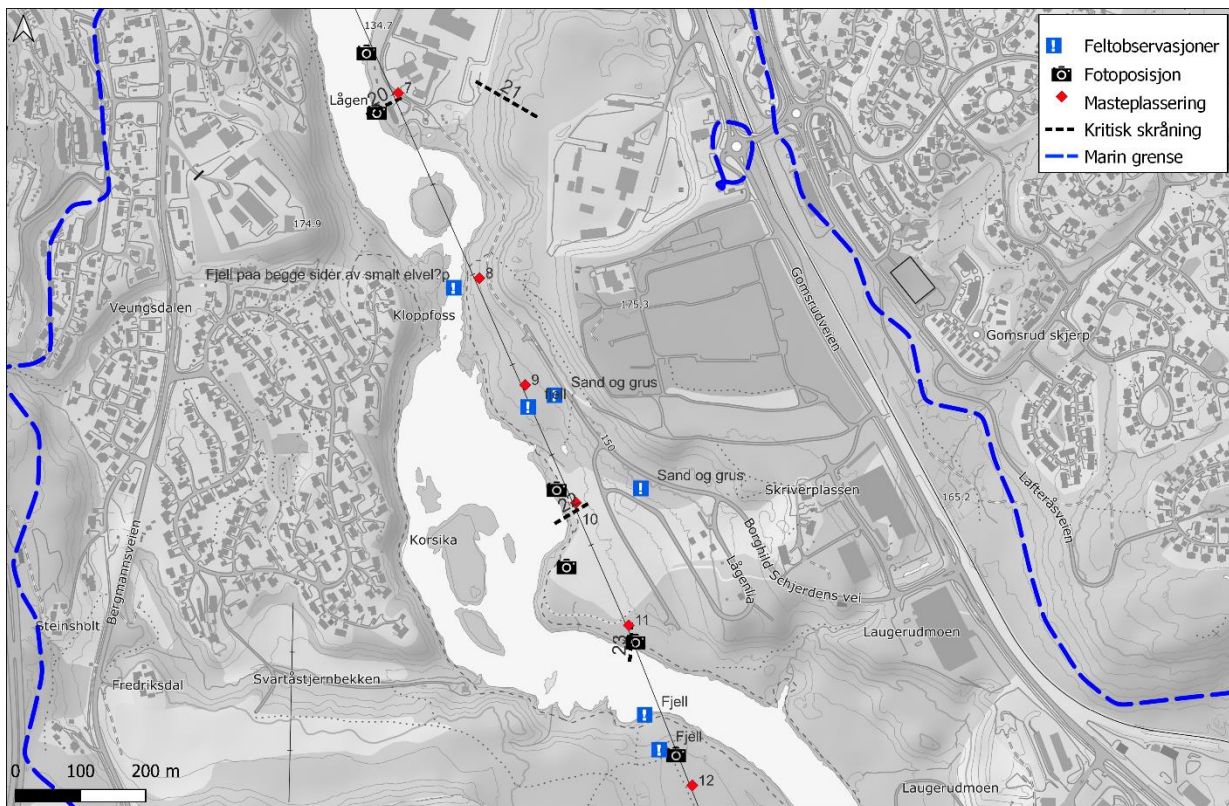 134.7
Lågen
20
7
21
174.9
Fjell paa begge sider av smalt elvel?p
8
Kloppfoss
Veungsdalen
9
fjell
Sand og grus
175.3
150
Sand og grus
Gomsrudveien
Gomsrud skjerp
Skriverplassen
165.2
Lafteråsveien
22
10
Korsika
Borghild Schjerdens vei
Lågenlia
Bergmannsveien
Steinsholt
11
23
Laugerudmoen
Fredriksdal
Svartåstjernbekken
Fjell
Fjell
12
Laugerudmoen
0 100 200 m
Feltobservasjoner
Fotoposisjon
Masteplassering
Kritisk skråning
Marin grense